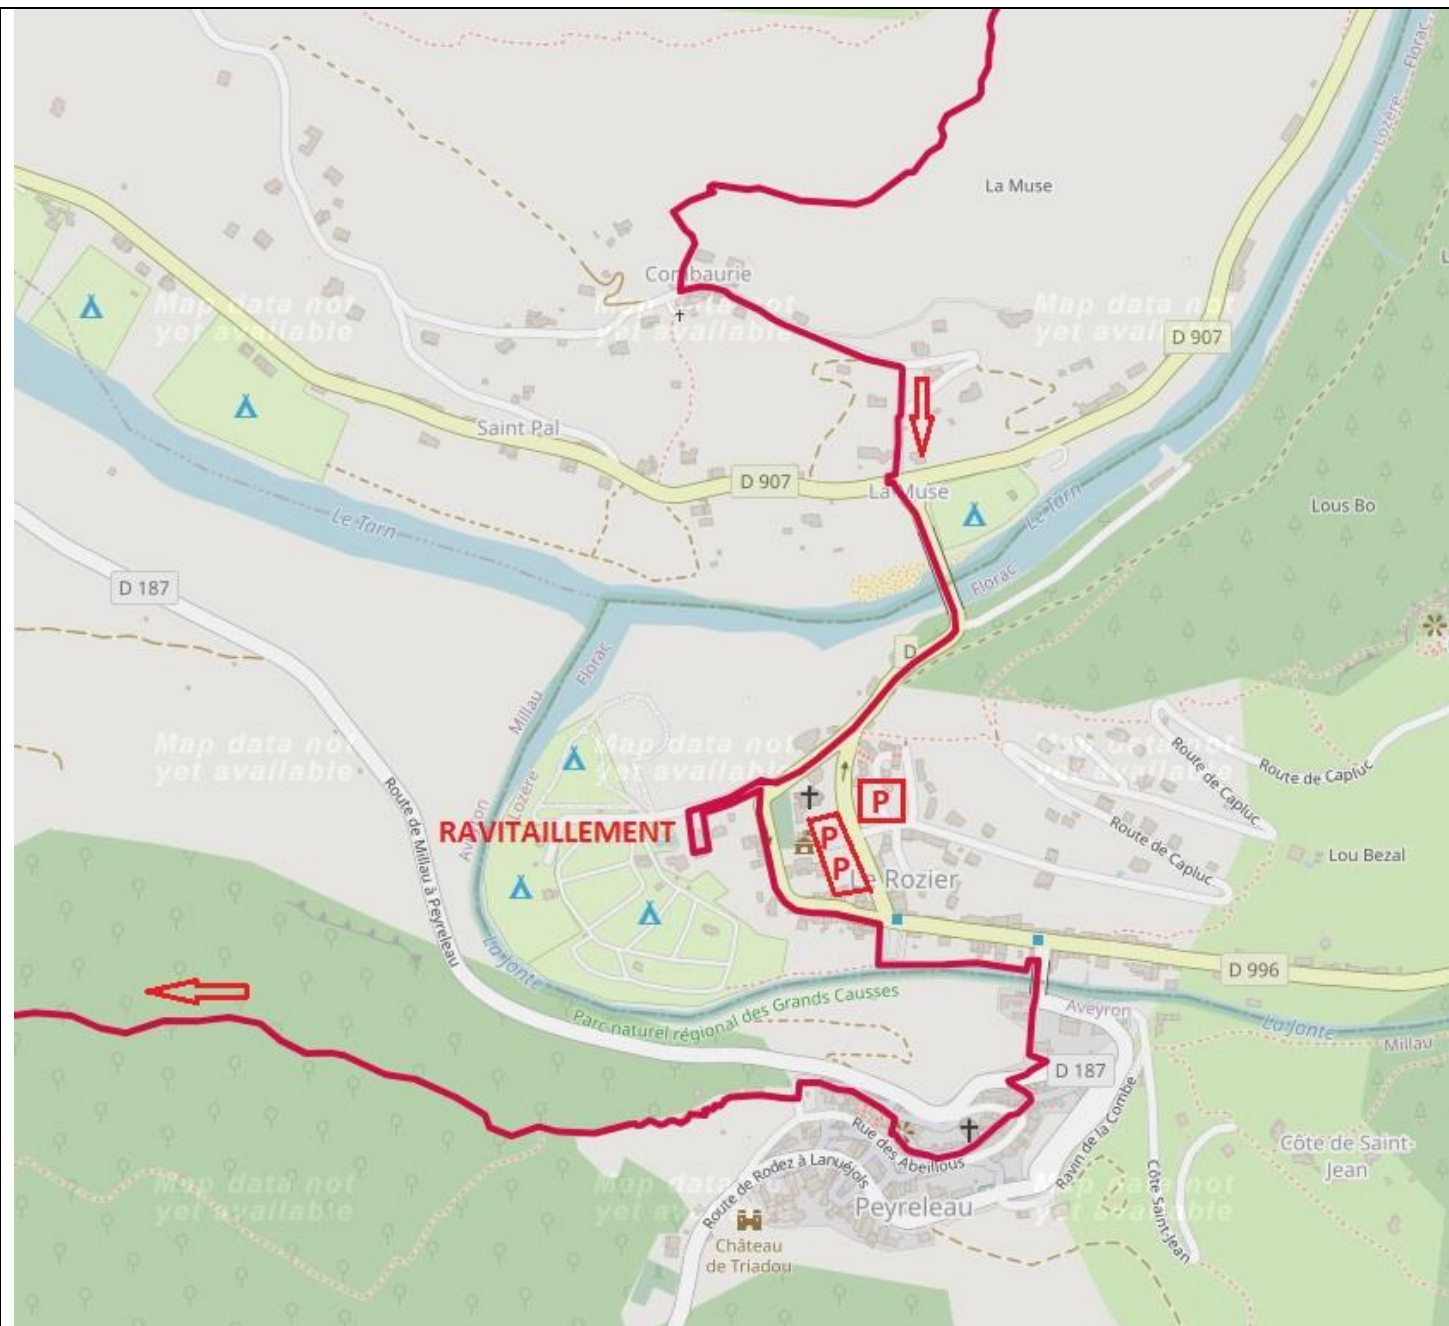 Florac
Lozère
La Muse
Combaurie
Map data not
yet available
Map data not
yet available
Map data not
yet available
D 907
Saint Pal
D 907
La Muse
Le Tarn
Le Tarn
Lous Bo
D 187
Florac
D
Florac
Millau
Map data not
yet available
Map data not
yet available
Map data not
yet available
Route de Capluc
Route de Capluc
Route de Capluc
Lozère
P
RAVITAILLEMENT
P
P
Le Rozier
Lou Bezal
Route de Millau à Peyreleau
La Jonte
D 996
Parc naturel régional des Grands Causses
Aveyron
La Jonte
Millau
D 187
Rue des Abeillous
Ravin de la Combe
Côte de Saint-
Jean
Route de Rodez à Lanuéjols
Côte Saint-Jean
Map data not
yet available
Map data not
yet available
Map data not
yet available
Peyreleau
Château
de Triadou